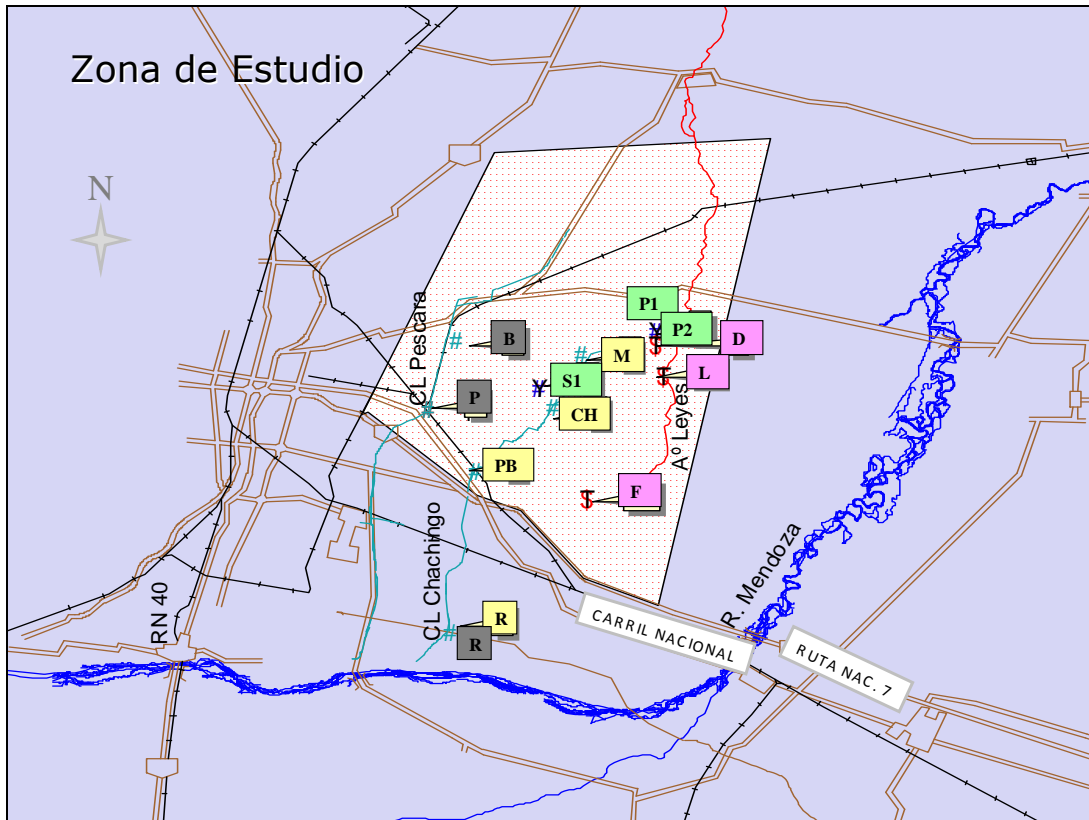 Zona de Estudio
N
CL Pescara
P1
P2
D
B
M
L
S1
P
CH
Aº Leyes
PB
F
CL Chachingo
R. Mendoza
RN 40
R
R
CARRIL NACIONAL
RUTA NAC. 7